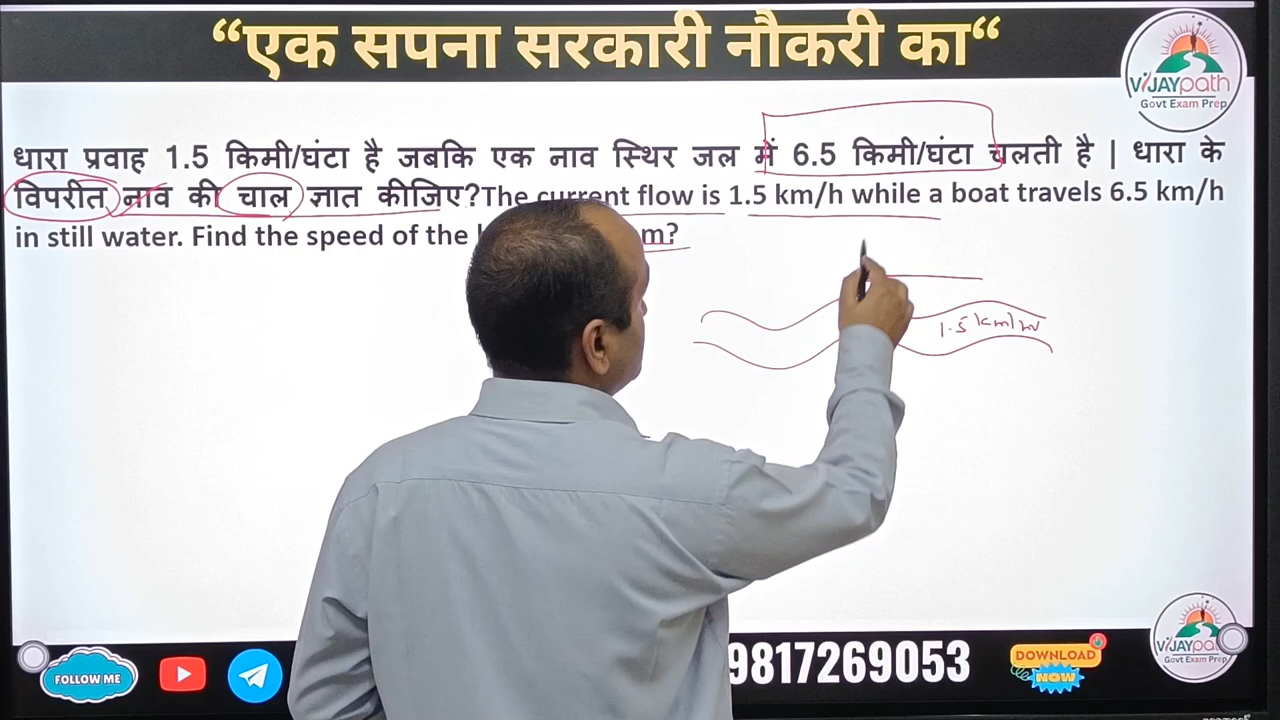 “एक सपना सरकारी नौकरी का“
VIJAYpath
Govt Exam Prep
धारा प्रवाह 1.5 किमी/घंटा है जबकि एक नाव स्थिर जल में 6.5 किमी/घंटा चलती है | धारा के
विपरीत नाव की चाल ज्ञात कीजिए?The current flow is 1.5 km/h while a boat travels 6.5 km/h
in still water. Find the speed of the m?
1.5 km/hr
FOLLOW ME
9817269053
DOWNLOAD
NOW
VIJAYpath
Govt Exam Prep